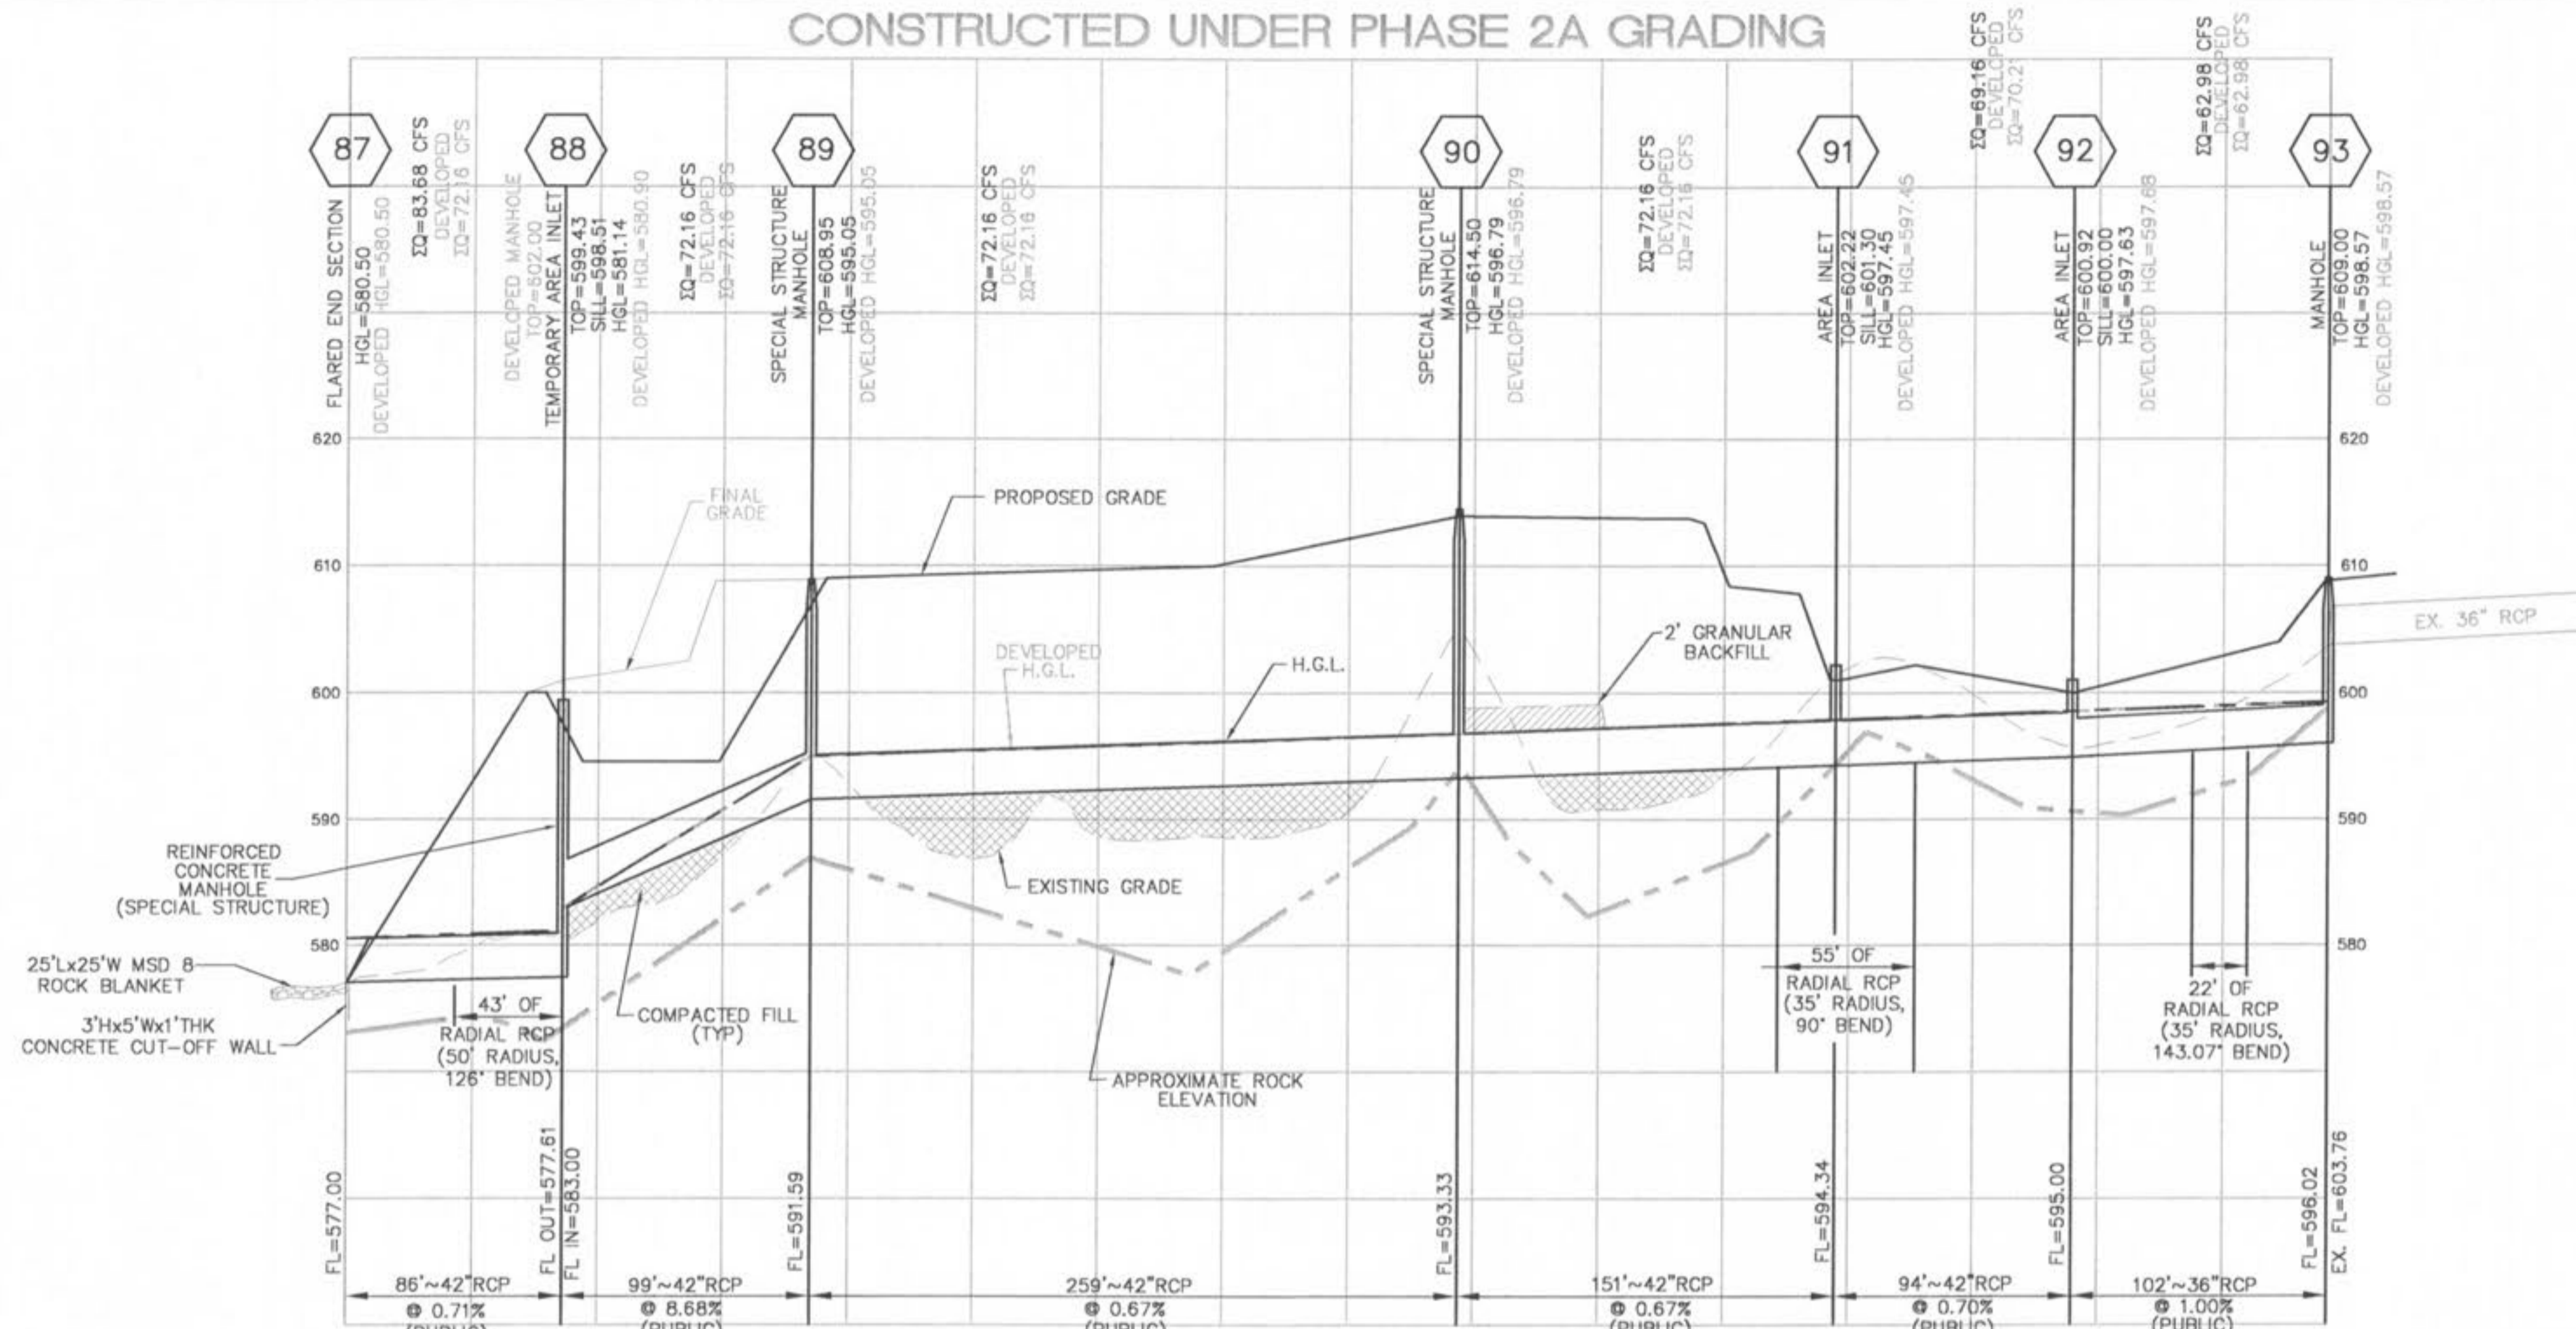 CONSTRUCTED UNDER PHASE 2A GRADING
87
FLARED END SECTION
HGL=580.50
DEVELOPED HGL=580.50
ΣQ=83.68 CFS
DEVELOPED
ΣQ=72.16 CFS
88
DEVELOPED MANHOLE
TOP=602.00
TEMPORARY AREA INLET
TOP=599.43
SILL=598.51
HGL=581.14
DEVELOPED HGL=580.90
ΣQ=72.16 CFS
DEVELOPED
ΣQ=72.16 CFS
89
SPECIAL STRUCTURE
MANHOLE
TOP=608.95
HGL=595.05
DEVELOPED HGL=595.05
ΣQ=72.16 CFS
DEVELOPED
ΣQ=72.16 CFS
90
SPECIAL STRUCTURE
MANHOLE
TOP=614.50
HGL=596.79
DEVELOPED HGL=596.79
ΣQ=72.16 CFS
DEVELOPED
ΣQ=72.16 CFS
91
AREA INLET
TOP=602.22
SILL=601.30
HGL=597.45
DEVELOPED HGL=597.45
ΣQ=69.16 CFS
DEVELOPED
ΣQ=70.21 CFS
92
AREA INLET
TOP=600.92
SILL=600.00
HGL=597.63
DEVELOPED HGL=597.68
ΣQ=62.98 CFS
DEVELOPED
ΣQ=62.98 CFS
93
MANHOLE
TOP=609.00
HGL=598.57
DEVELOPED HGL=598.57
620
620
FINAL
GRADE
PROPOSED GRADE
610
610
EX. 36" RCP
2' GRANULAR
BACKFILL
DEVELOPED
H.G.L.
H.G.L.
600
600
590
590
REINFORCED
CONCRETE
MANHOLE
(SPECIAL STRUCTURE)
EXISTING GRADE
580
580
25'Lx25'W MSD 8
ROCK BLANKET
3'Hx5'Wx1'THK
CONCRETE CUT-OFF WALL
43' OF
RADIAL RCP
(50' RADIUS,
126° BEND)
COMPACTED FILL
(TYP)
APPROXIMATE ROCK
ELEVATION
55' OF
RADIAL RCP
(35' RADIUS,
90° BEND)
22' OF
RADIAL RCP
(35' RADIUS,
143.07° BEND)
FL=577.00
FL OUT=577.61
FL IN=583.00
FL=591.59
FL=593.33
FL=594.34
FL=595.00
FL=596.02
EX. FL=603.76
86'~42"RCP
@ 0.71%
(PUBLIC)
99'~42"RCP
@ 8.68%
(PUBLIC)
259'~42"RCP
@ 0.67%
(PUBLIC)
151'~42"RCP
@ 0.67%
(PUBLIC)
94'~42"RCP
@ 0.70%
(PUBLIC)
102'~36"RCP
@ 1.00%
(PUBLIC)